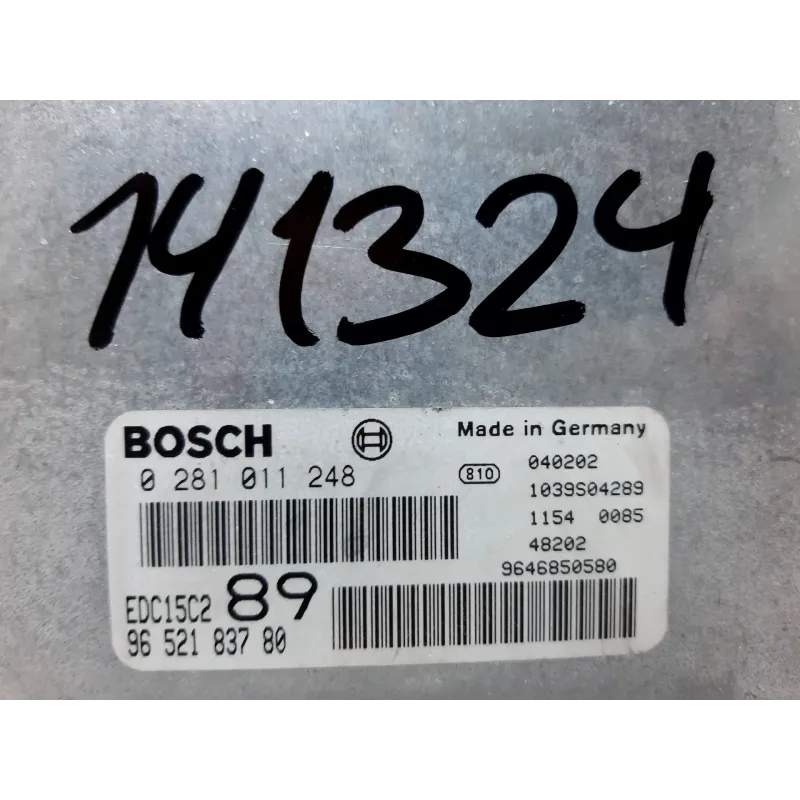 141324
BOSCH Made in Germany
0 281 011 248 810 040202
1039S04289
1154 0085
48202
9646850580
EDC15C2 89
96 521 837 80